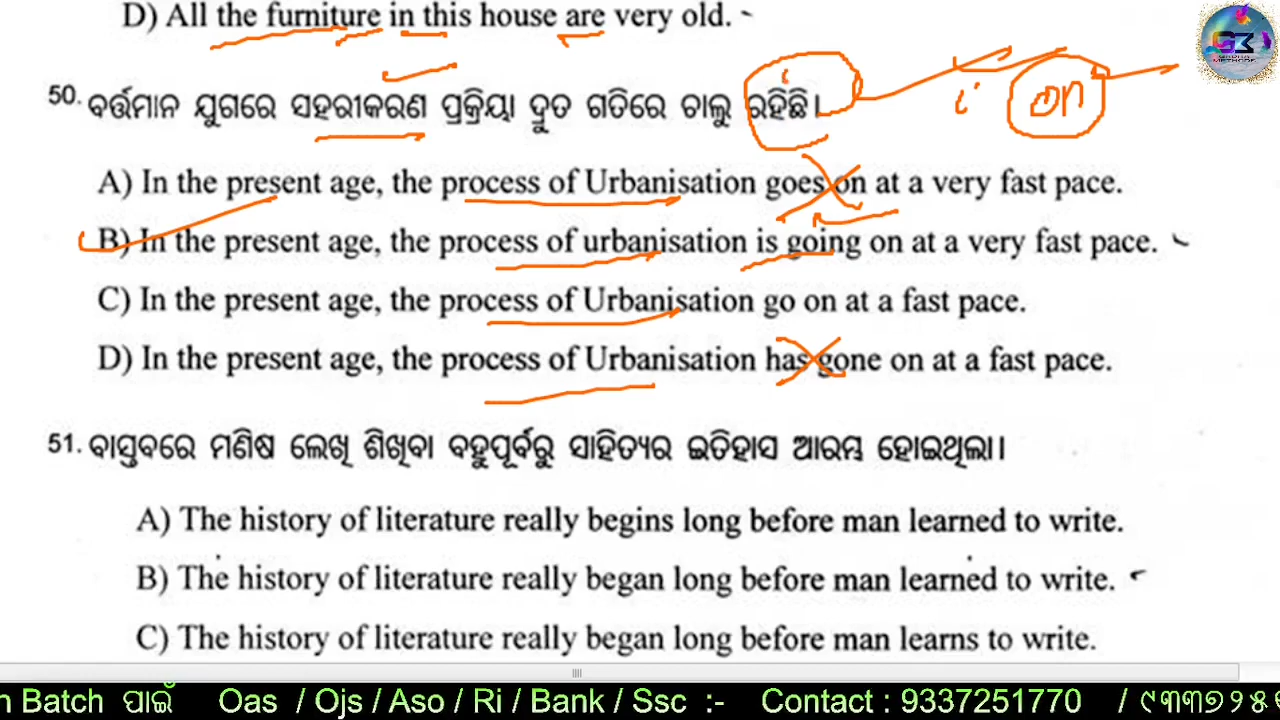 D) All the furniture in this house are very old.
50. ବର୍ତ୍ତମାନ ଯୁଗରେ ସହରୀକରଣ ପ୍ରକ୍ରିୟା ଦ୍ରୁତ ଗତିରେ ଚାଲୁ ରହିଛି।
on
A) In the present age, the process of Urbanisation goes on at a very fast pace.
B) In the present age, the process of urbanisation is going on at a very fast pace.
C) In the present age, the process of Urbanisation go on at a fast pace.
D) In the present age, the process of Urbanisation has gone on at a fast pace.
51. ବାସ୍ତବରେ ମଣିଷ ଲେଖି ଶିଖିବା ବହୁପୂର୍ବରୁ ସାହିତ୍ୟର ଇତିହାସ ଆରମ୍ଭ ହୋଇଥିଲା।
A) The history of literature really begins long before man learned to write.
B) The history of literature really began long before man learned to write.
C) The history of literature really began long before man learns to write.
n Batch ପାଇଁ Oas / Ojs / Aso / Ri / Bank / Ssc :- Contact : 9337251770 / ୯୩୩୭୨୫